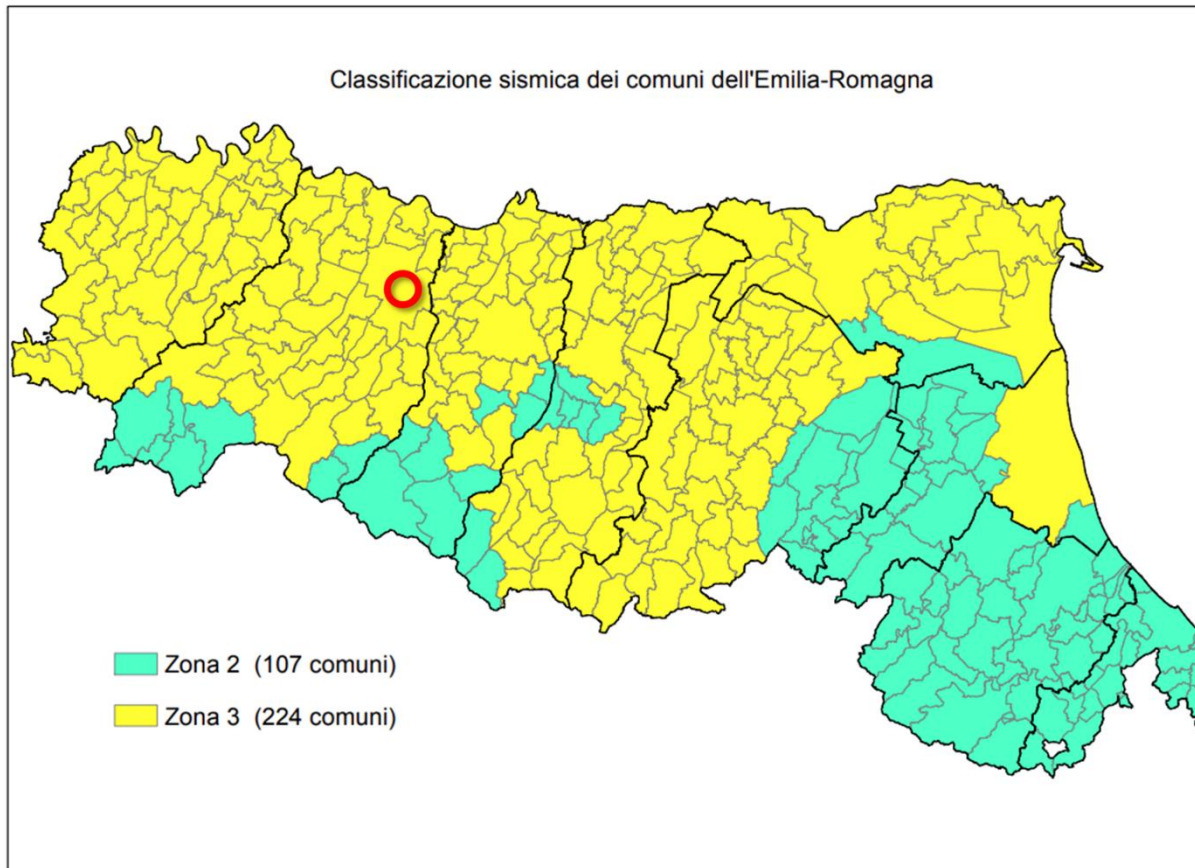 Classificazione sismica dei comuni dell'Emilia-Romagna
Zona 2 (107 comuni)
Zona 3 (224 comuni)